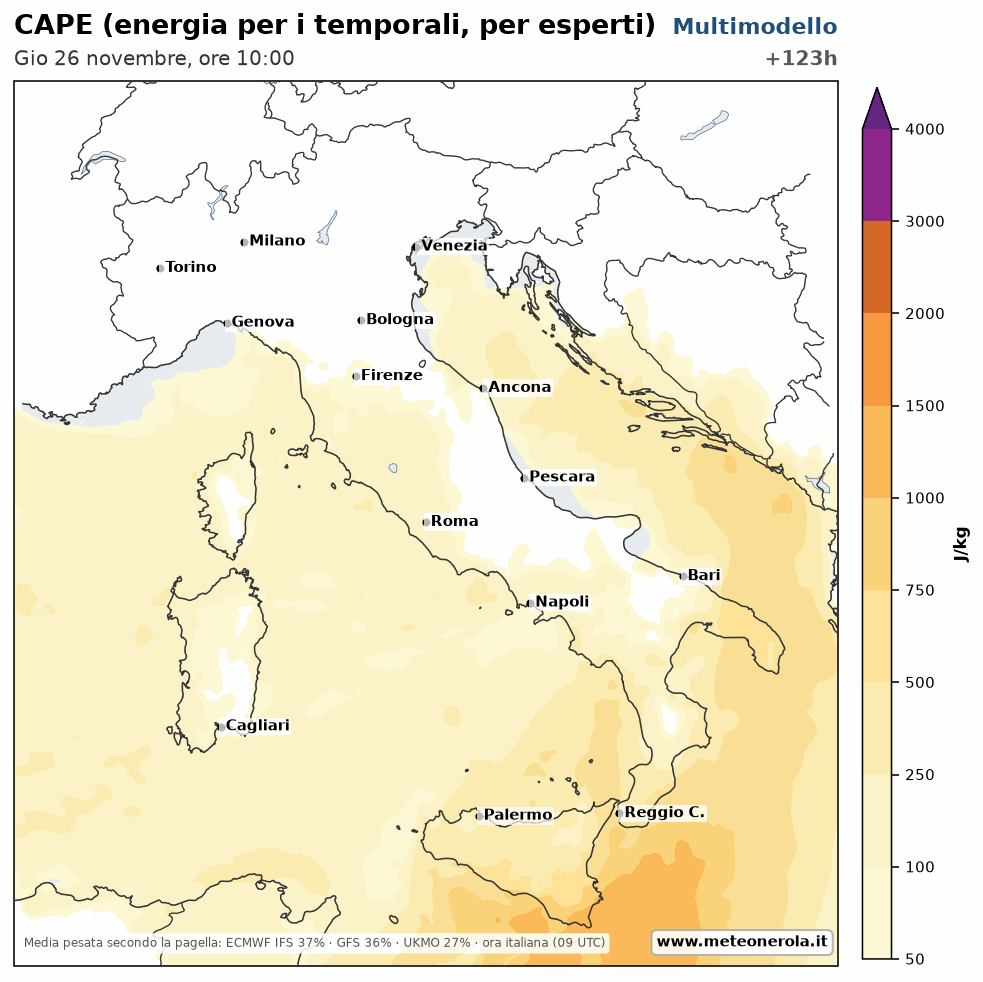 CAPE (energia per i temporali, per esperti) Multimodello
Gio 26 novembre, ore 10:00 +123h
4000
3000
2000
1500
1000
750
500
250
100
50
J/kg
Venezia
Milano
Torino
Bologna
Genova
Firenze
Ancona
Pescara
Roma
Bari
Napoli
Cagliari
Palermo
Reggio C.
Media pesata secondo la pagella: ECMWF IFS 37% · GFS 36% · UKMO 27% · ora italiana (09 UTC)
www.meteonerola.it